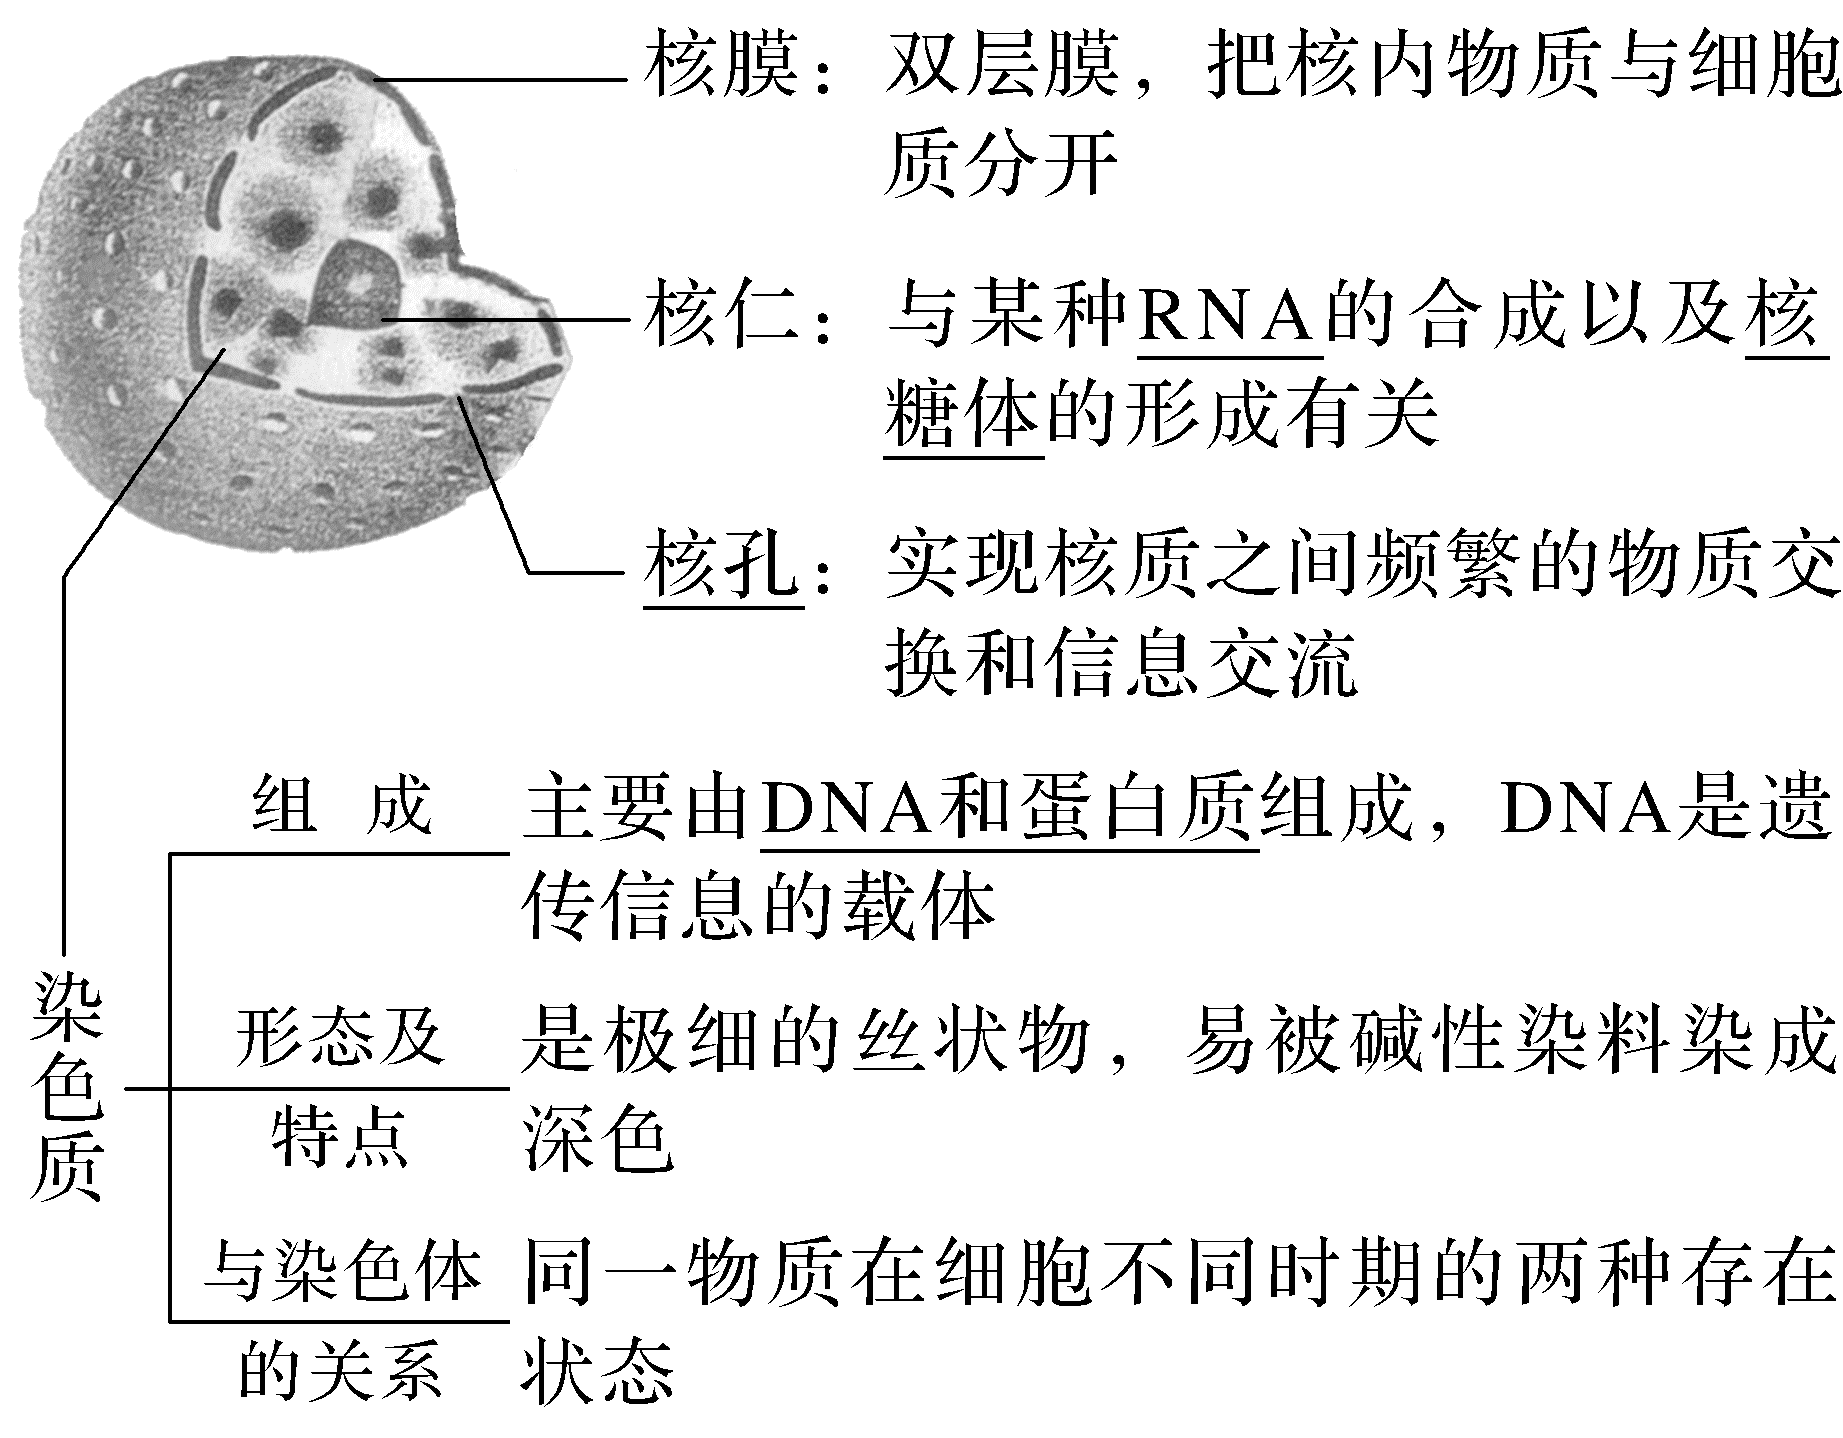 核膜：双层膜，把核内物质与细胞
质分开
核仁：与某种RNA的合成以及核
糖体的形成有关
核孔：实现核质之间频繁的物质交
换和信息交流
染色质
组成 主要由DNA和蛋白质组成，DNA是遗
传信息的载体
形态及 是极细的丝状物，易被碱性染料染成
特点 深色
与染色体 同一物质在细胞不同时期的两种存在
的关系 状态